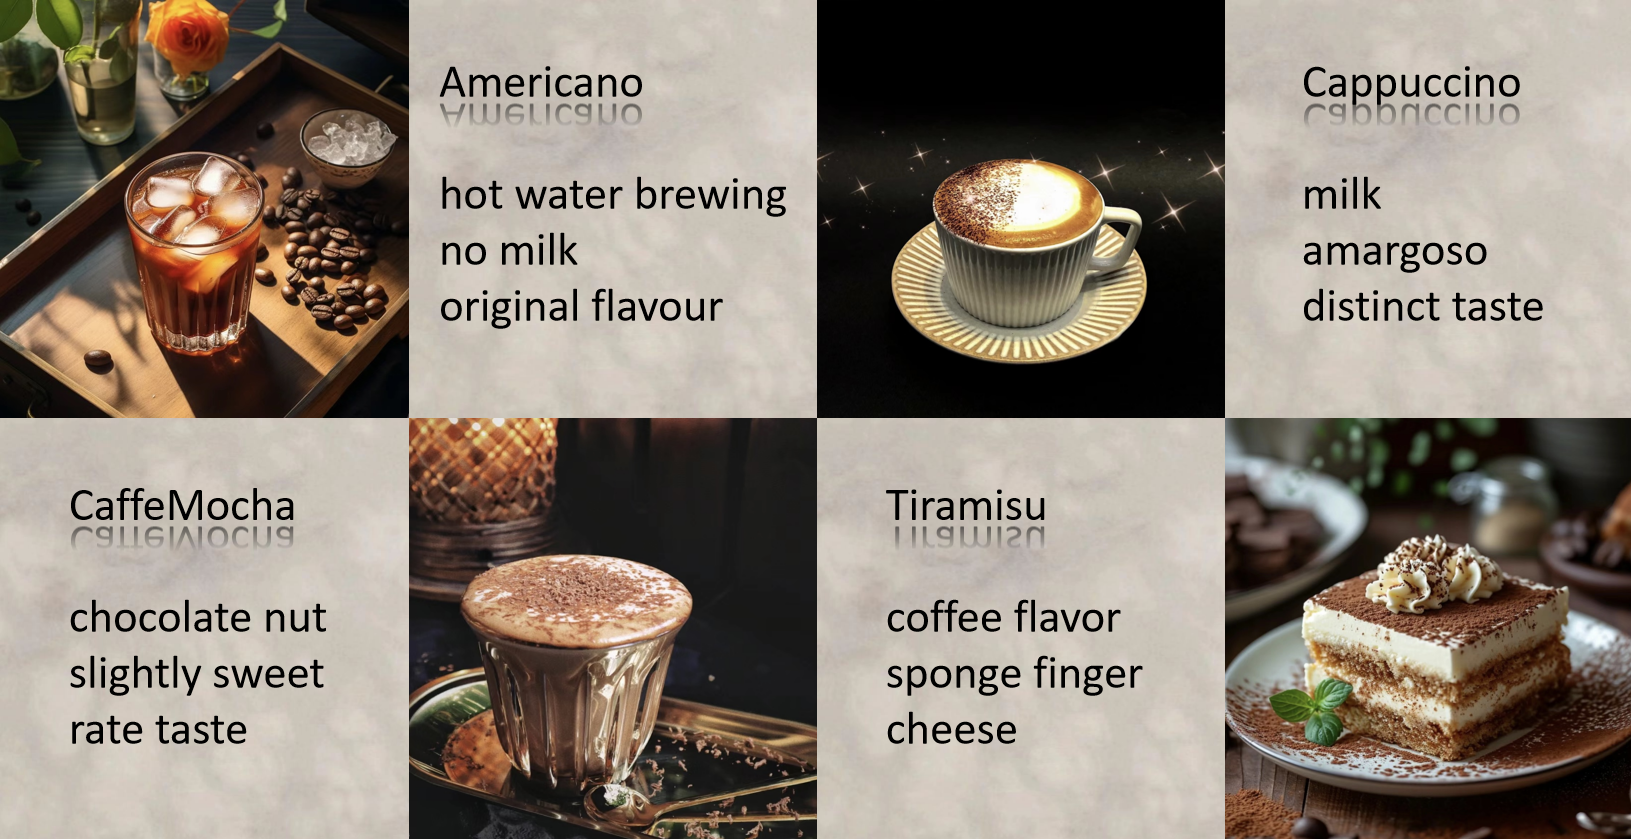 Americano
hot water brewing
no milk
original flavour
Cappuccino
milk
amargoso
distinct taste
CaffeMocha
chocolate nut
slightly sweet
rate taste
Tiramisu
coffee flavor
sponge finger
cheese